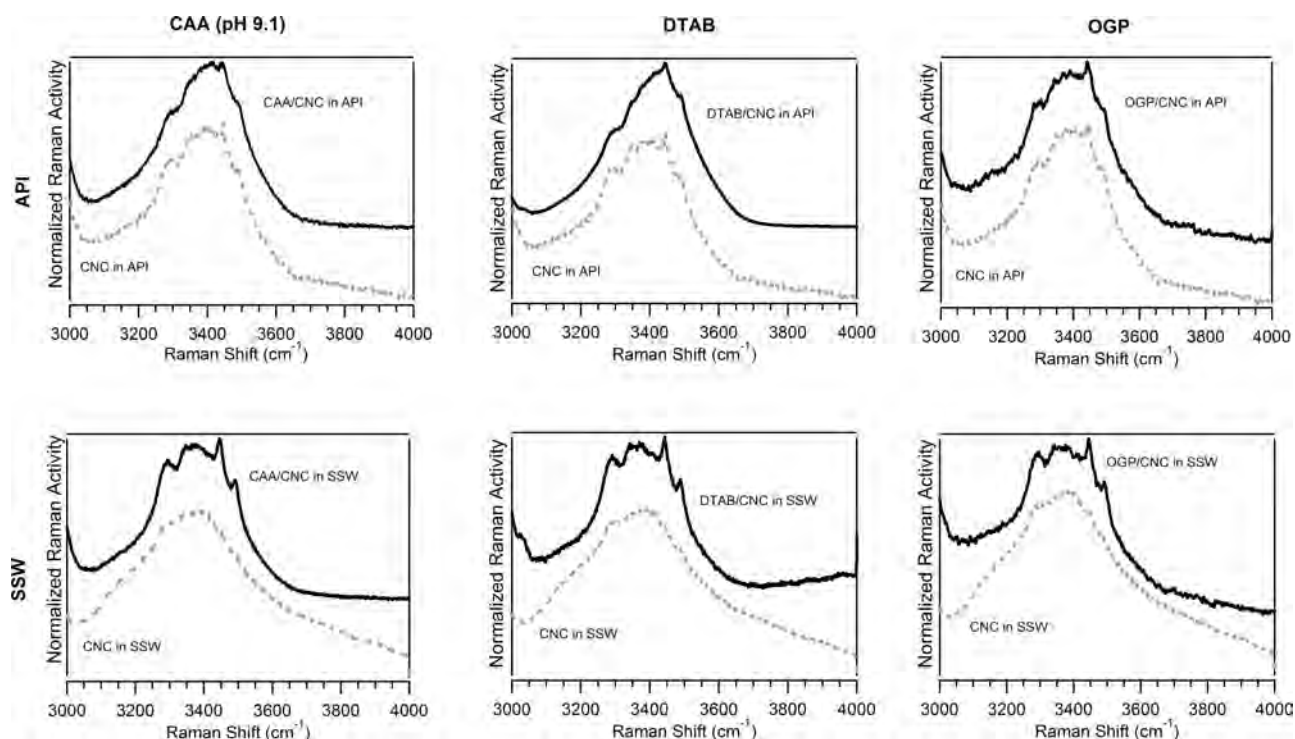 CAA (pH 9.1)
DTAB
OGP
API
Normalized Raman Activity
CAA/CNC in API
CNC in API
3000 3200 3400 3600 3800 4000
Raman Shift (cm-1)
Normalized Raman Activity
DTAB/CNC in API
CNC in API
3000 3200 3400 3600 3800 4000
Raman Shift (cm-1)
Normalized Raman Activity
OGP/CNC in API
CNC in API
3000 3200 3400 3600 3800 4000
Raman Shift (cm-1)
SSW
Normalized Raman Activity
CAA/CNC in SSW
CNC in SSW
3000 3200 3400 3600 3800 4000
Raman Shift (cm-1)
Normalized Raman Activity
DTAB/CNC in SSW
CNC in SSW
3000 3200 3400 3600 3800 4000
Raman Shift (cm-1)
Normalized Raman Activity
OGP/CNC in SSW
CNC in SSW
3000 3200 3400 3600 3800 4000
Raman Shift (cm-1)